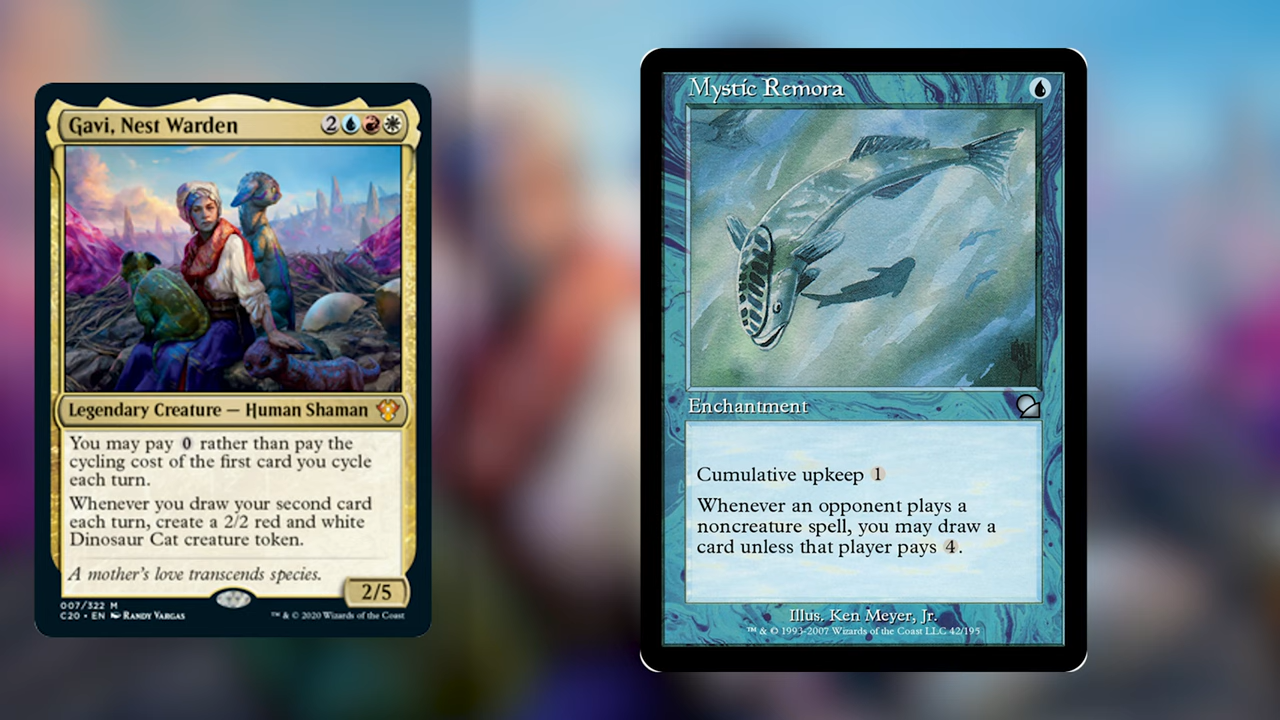 Gavi, Nest Warden 2
Legendary Creature — Human Shaman
You may pay 0 rather than pay the
cycling cost of the first card you cycle
each turn.
Whenever you draw your second card
each turn, create a 2/2 red and white
Dinosaur Cat creature token.
A mother's love transcends species.
2/5
007/322 M
C20 • EN RANDY VARGAS
™ & © 2020 Wizards of the Coast
Mystic Remora
Enchantment
Cumulative upkeep 1
Whenever an opponent plays a
noncreature spell, you may draw a
card unless that player pays 4.
Illus. Ken Meyer, Jr.
™ & © 1993-2007 Wizards of the Coast LLC 42/195